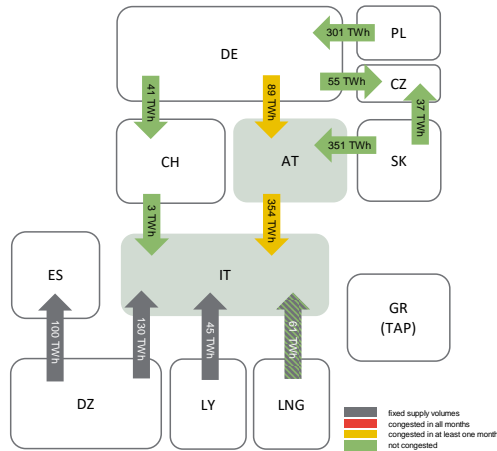 PL
301 TWh
DE
55 TWh
CZ
41 TWh
89 TWh
37 TWh
351 TWh
CH
AT
SK
3 TWh
354 TWh
ES
IT
GR
(TAP)
100 TWh
130 TWh
45 TWh
61 TWh
DZ
LY
LNG
fixed supply volumes
congested in all months
congested in at least one month
not congested